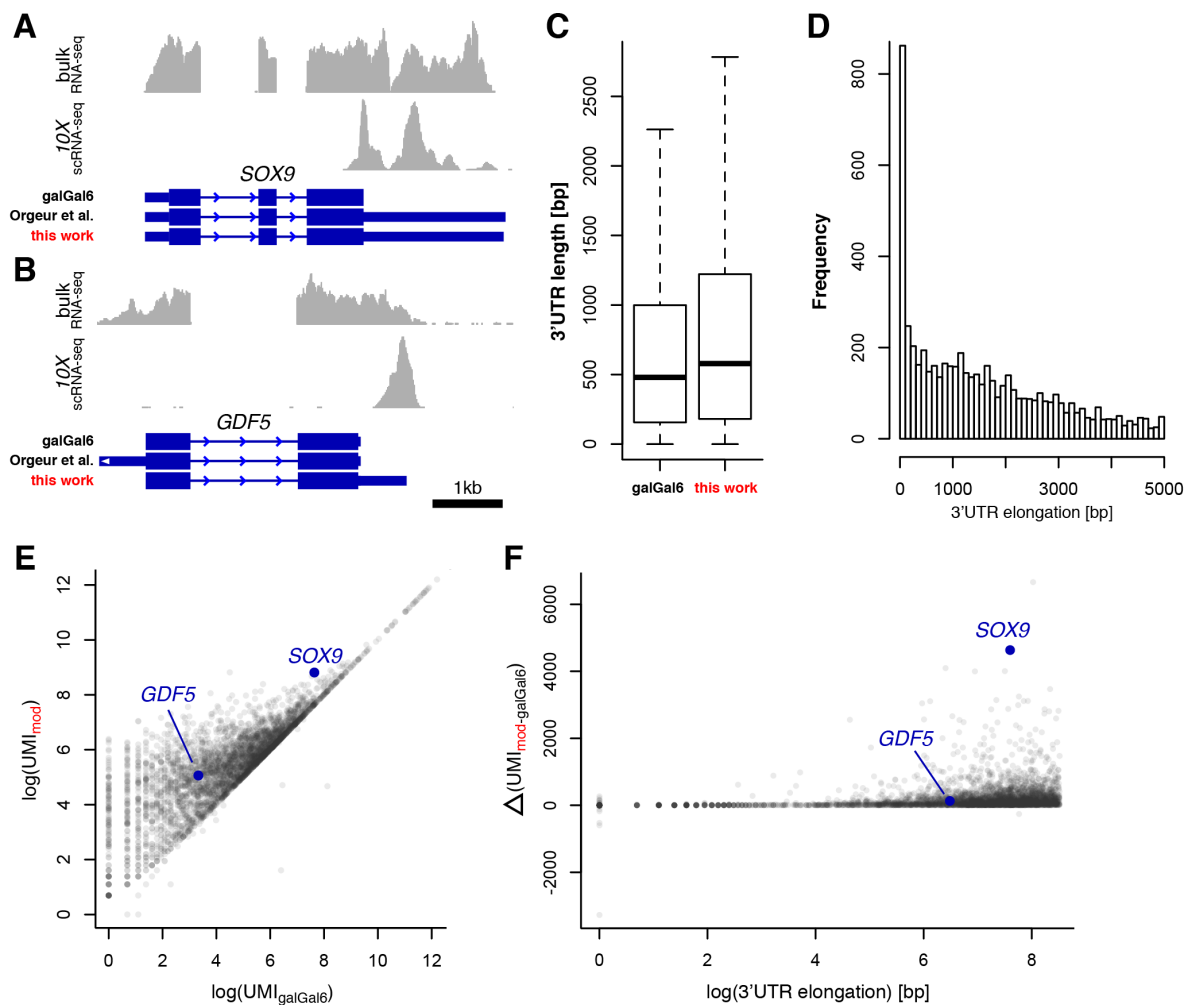 A
bulk
RNA-seq
10X
scRNA-seq
SOX9
galGal6
Orgeur et al.
this work
B
bulk
RNA-seq
10X
scRNA-seq
GDF5
galGal6
Orgeur et al.
this work
1kb
C
3'UTR length [bp]
0
500
1000
1500
2000
2500
galGal6
this work
D
Frequency
0
200
400
600
800
0
1000
3000
5000
3'UTR elongation [bp]
E
log(UMImod)
0
2
4
6
8
10
12
SOX9
GDF5
0
2
4
6
8
10
12
log(UMIgalGal6)
F
Δ(UMImod-galGal6)
-2000
0
2000
4000
6000
SOX9
GDF5
0
2
4
6
8
log(3'UTR elongation) [bp]